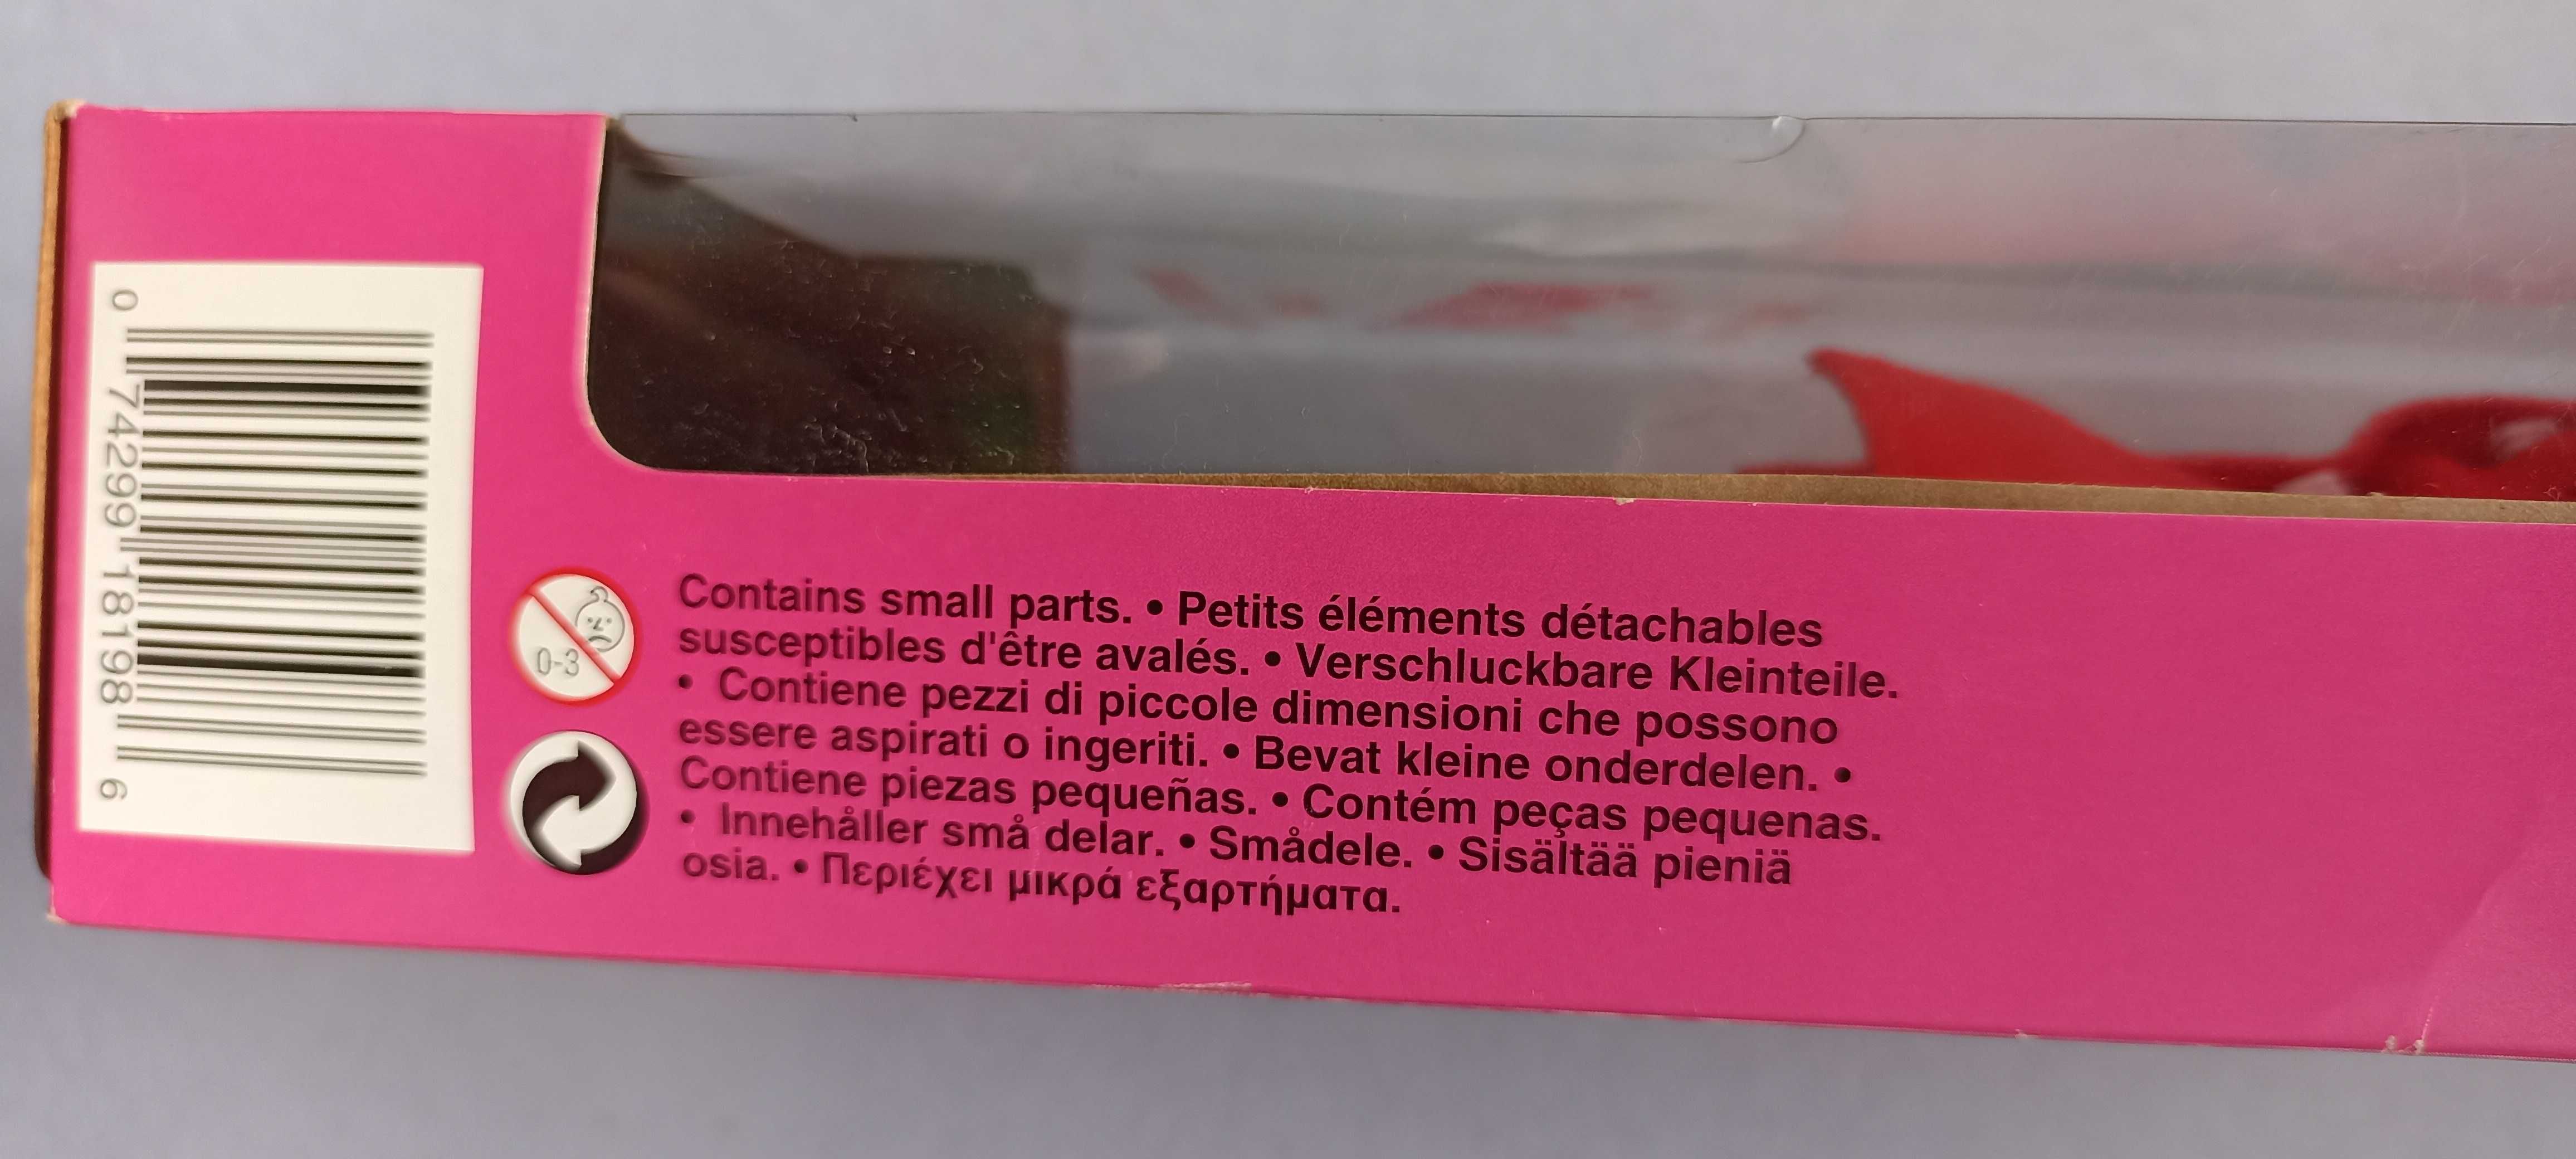 0 74299 18198 6
0-3
Contains small parts. • Petits éléments détachables
susceptibles d'être avalés. • Verschluckbare Kleinteile.
• Contiene pezzi di piccole dimensioni che possono
essere aspirati o ingeriti. • Bevat kleine onderdelen. •
Contiene piezas pequeñas. • Contém peças pequenas.
• Innehåller små delar. • Smådele. • Sisältää pieniä
osia. • Περιέχει μικρά εξαρτήματα.